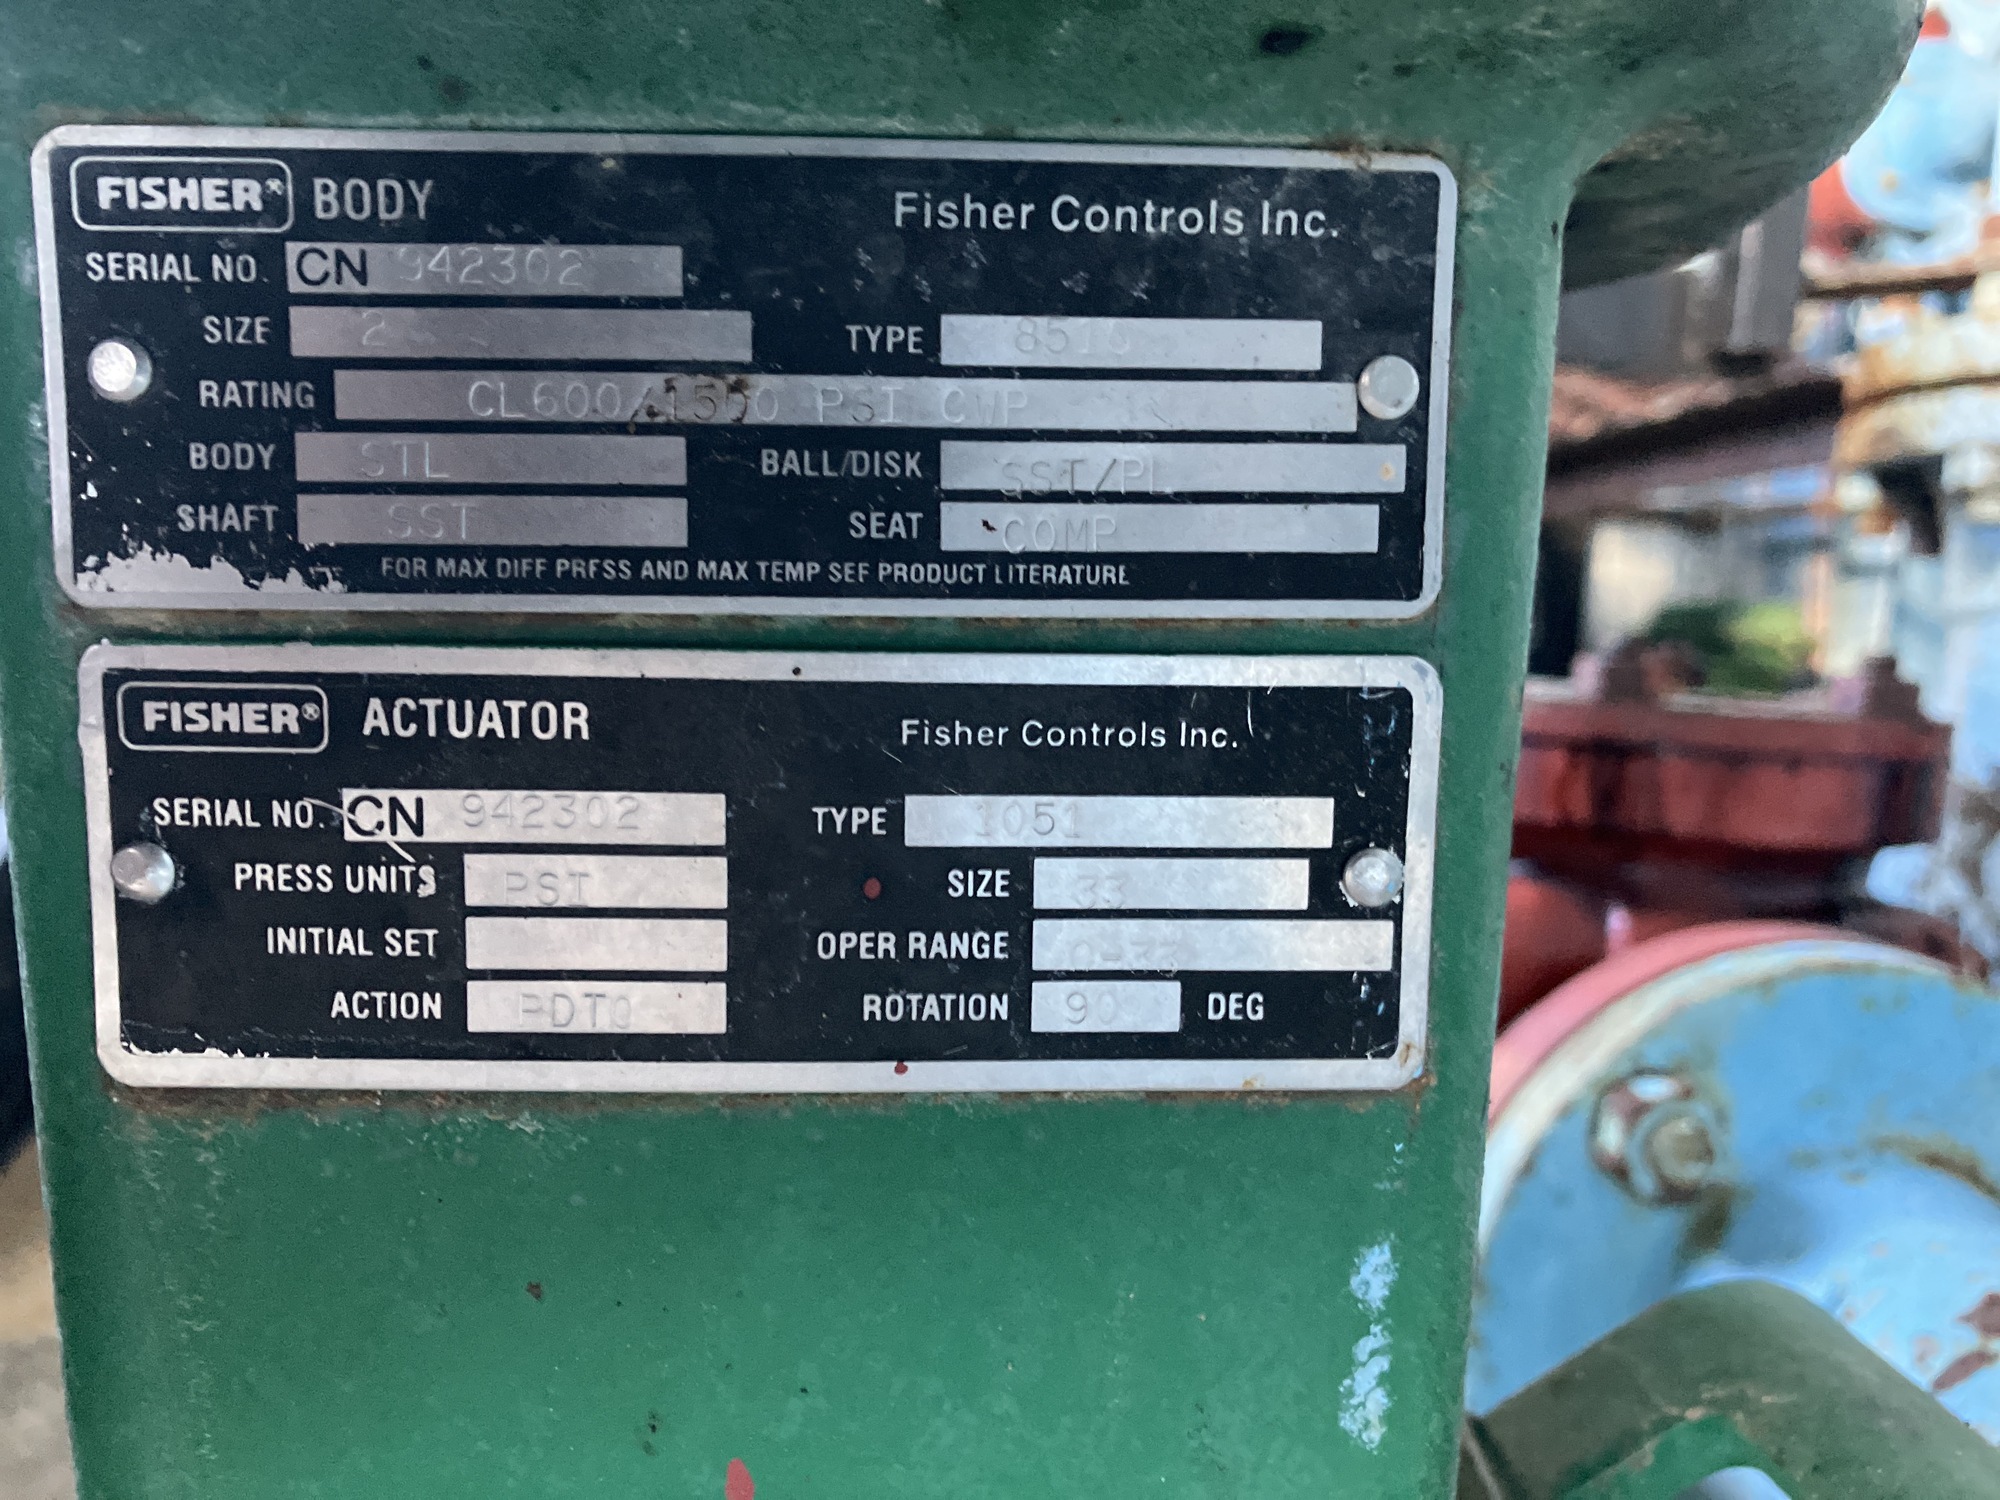 FISHER® BODY Fisher Controls Inc.
SERIAL NO. CN 942302
SIZE 2 TYPE 8510
RATING CL600/1500 PSI CWP
BODY STL BALL/DISK SST/PL
SHAFT SST SEAT COMP
FOR MAX DIFF PRESS AND MAX TEMP SEE PRODUCT LITERATURE
FISHER® ACTUATOR Fisher Controls Inc.
SERIAL NO. CN 942302 TYPE 1051
PRESS UNITS PSI SIZE 33
INITIAL SET OPER RANGE 0-33
ACTION PDTO ROTATION 90 DEG